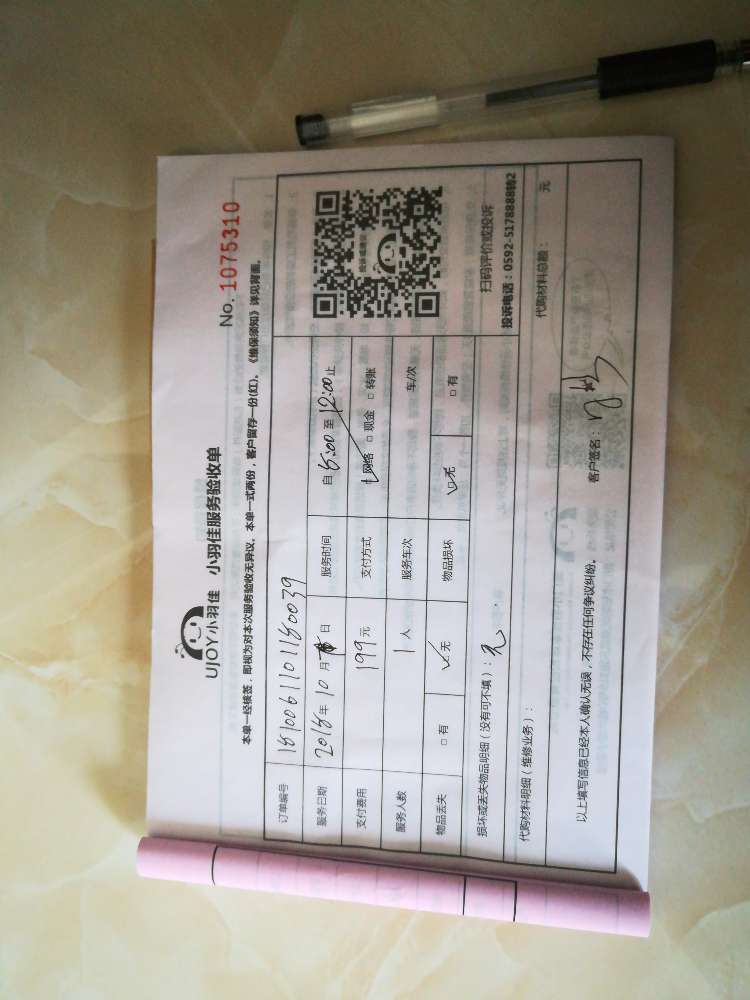 UJOY小羽佳 小羽佳服务验收单
No. 1075310
本单一经接签，即视为对本次服务验收无异议。本单一式两份，客户留存一份(红)。《维保须知》详见背面。
订单编号
服务日期 2018年10月 日 服务时间 自8:00至12:00止
支付费用 199元 支付方式 网络 □现金 □转账
服务人数 1人 服务车次 车/次
物品丢失 □有 无 物品损坏 □无 □有
损坏或丢失物品明细（没有可不填）：无
扫码评价或投诉
投诉电话：0592-5178888转2
代购材料明细（维修业务）： 代购材料总额： 元
以上填写信息已经本人确认无误，不存在任何争议纠纷。 客户签名：